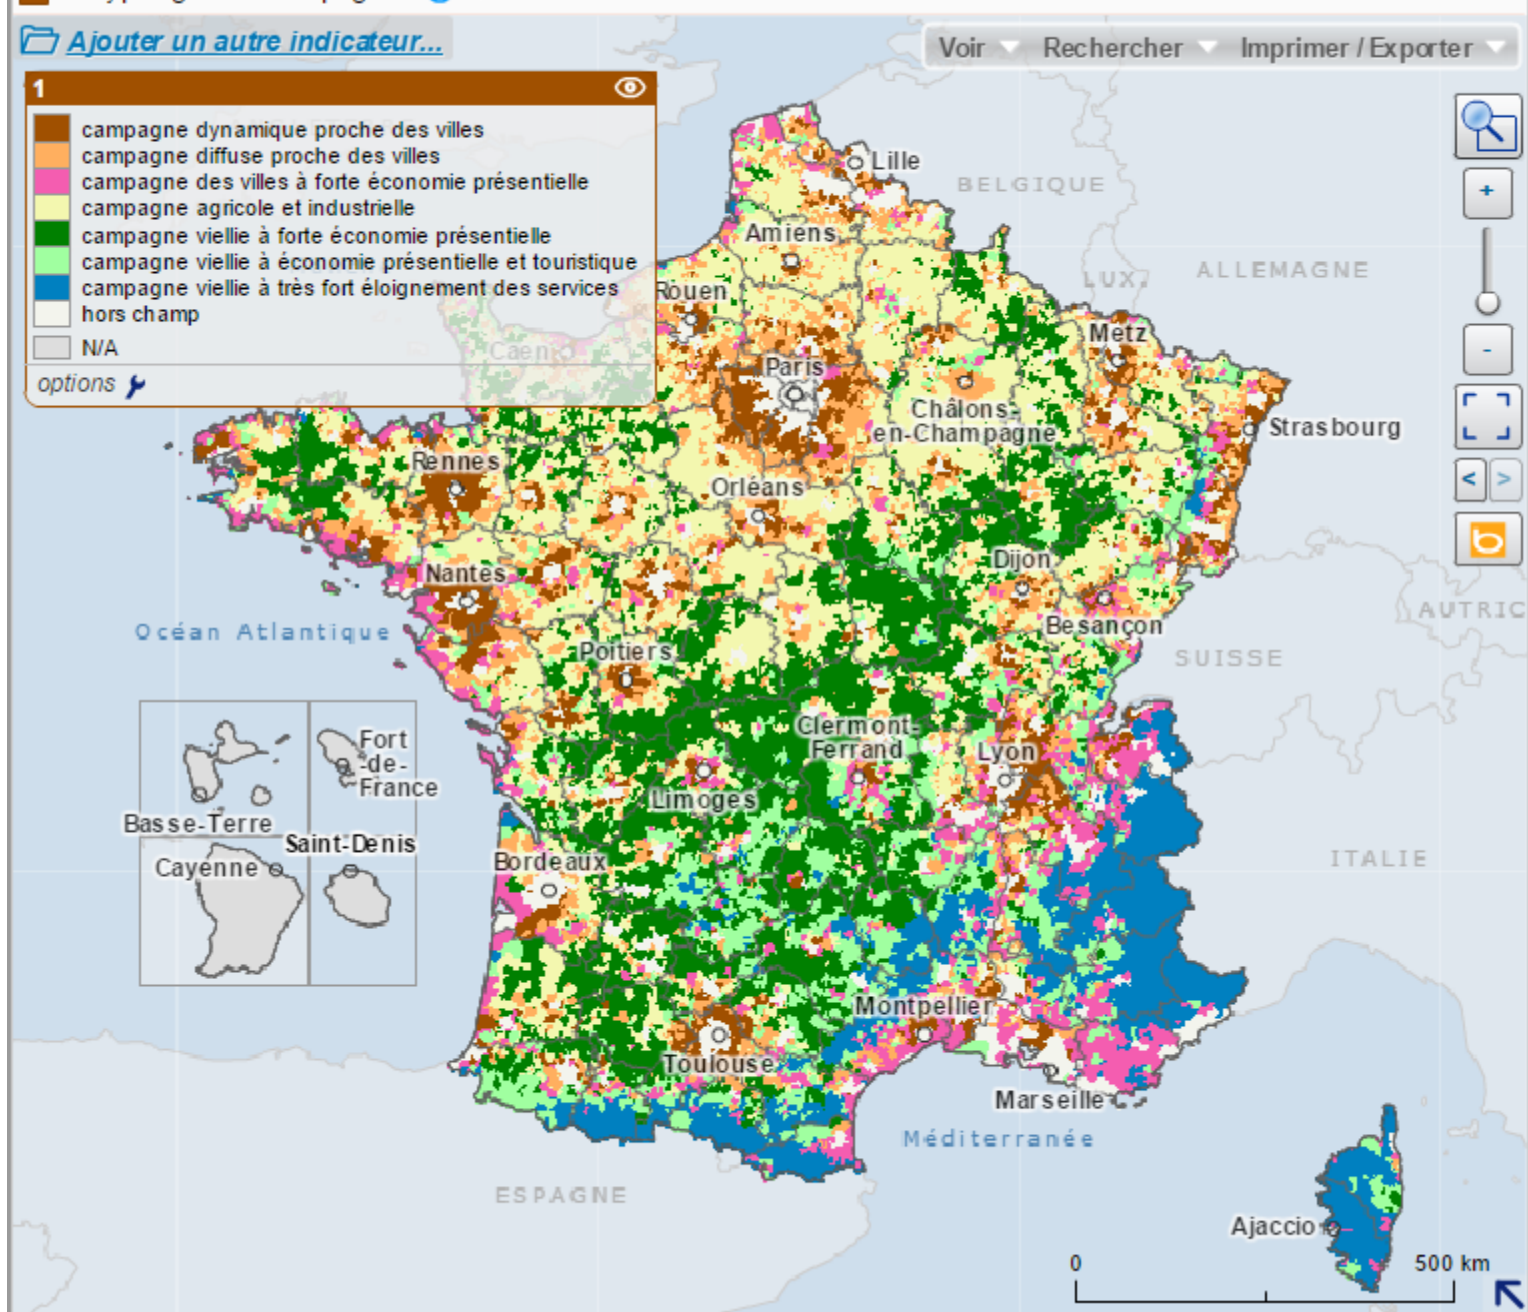 Ajouter un autre indicateur...
Voir
Rechercher
Imprimer / Exporter
1
campagne dynamique proche des villes
campagne diffuse proche des villes
campagne des villes à forte économie présentielle
campagne agricole et industrielle
campagne viellie à forte économie présentielle
campagne viellie à économie présentielle et touristique
campagne viellie à très fort éloignement des services
hors champ
N/A
options
Lille
BELGIQUE
Amiens
LUX.
ALLEMAGNE
Rouen
Metz
Caen
Paris
Châlons-
en-Champagne
Strasbourg
Rennes
Orléans
Dijon
Nantes
Besançon
AUTRIC
Océan Atlantique
Poitiers
SUISSE
Clermont-
Ferrand
Lyon
Limoges
Fort
-de-
France
Basse-Terre
Saint-Denis
Cayenne
Bordeaux
ITALIE
Montpellier
Toulouse
Marseille
Méditerranée
ESPAGNE
Ajaccio
0
500 km
+
-
<
>
b